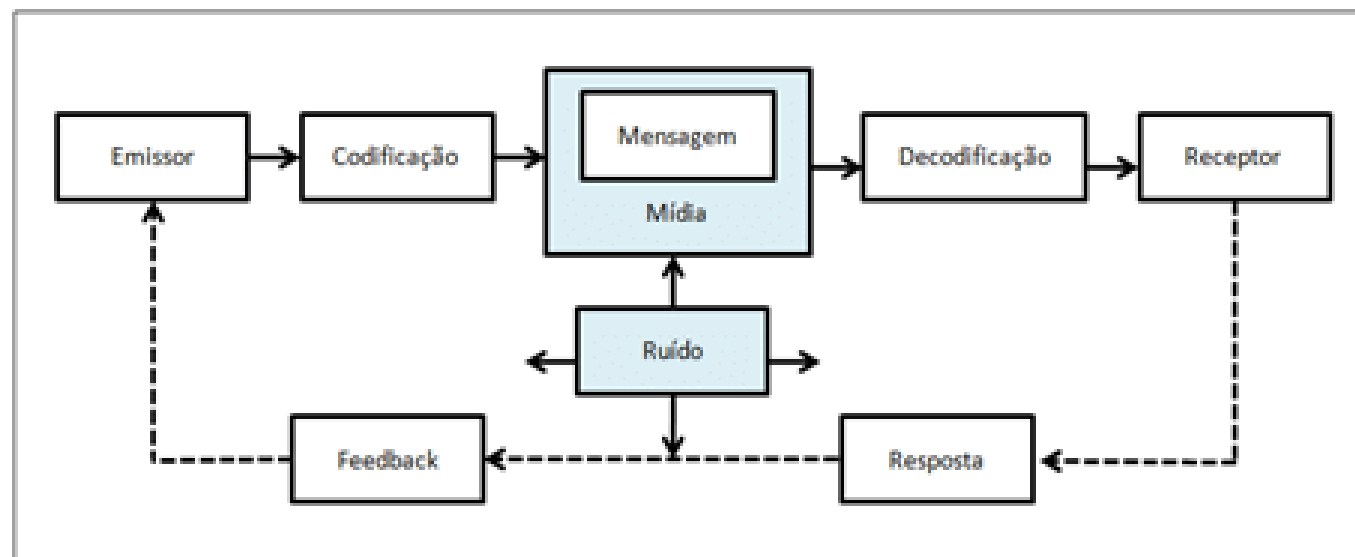 Emissor
Codificação
Mensagem
Mídia
Decodificação
Receptor
Ruído
Feedback
Resposta